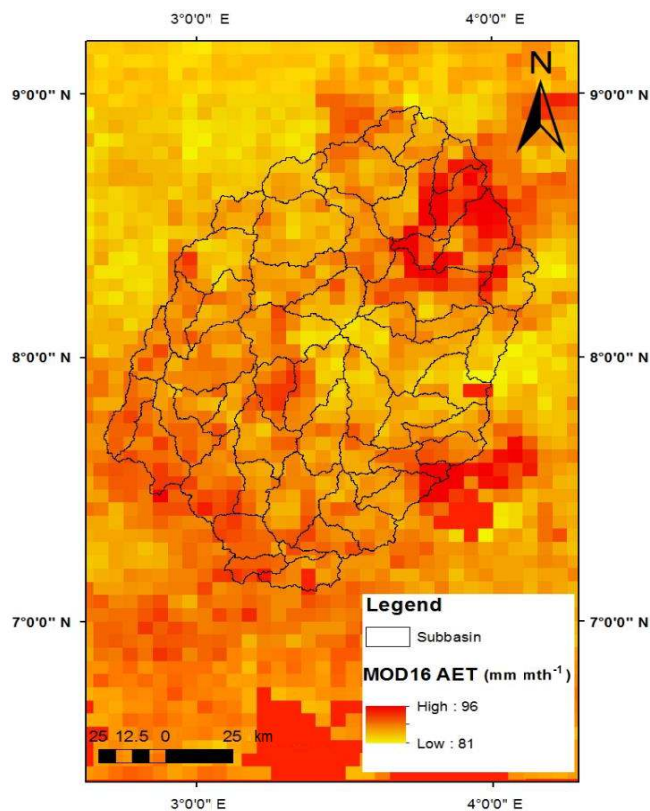 3°0'0" E 4°0'0" E
N
9°0'0" N 9°0'0" N
8°0'0" N 8°0'0" N
7°0'0" N 7°0'0" N
Legend
Subbasin
MOD16 AET (mm mth⁻¹)
High : 96
Low : 81
25 12.5 0 25 km
3°0'0" E 4°0'0" E